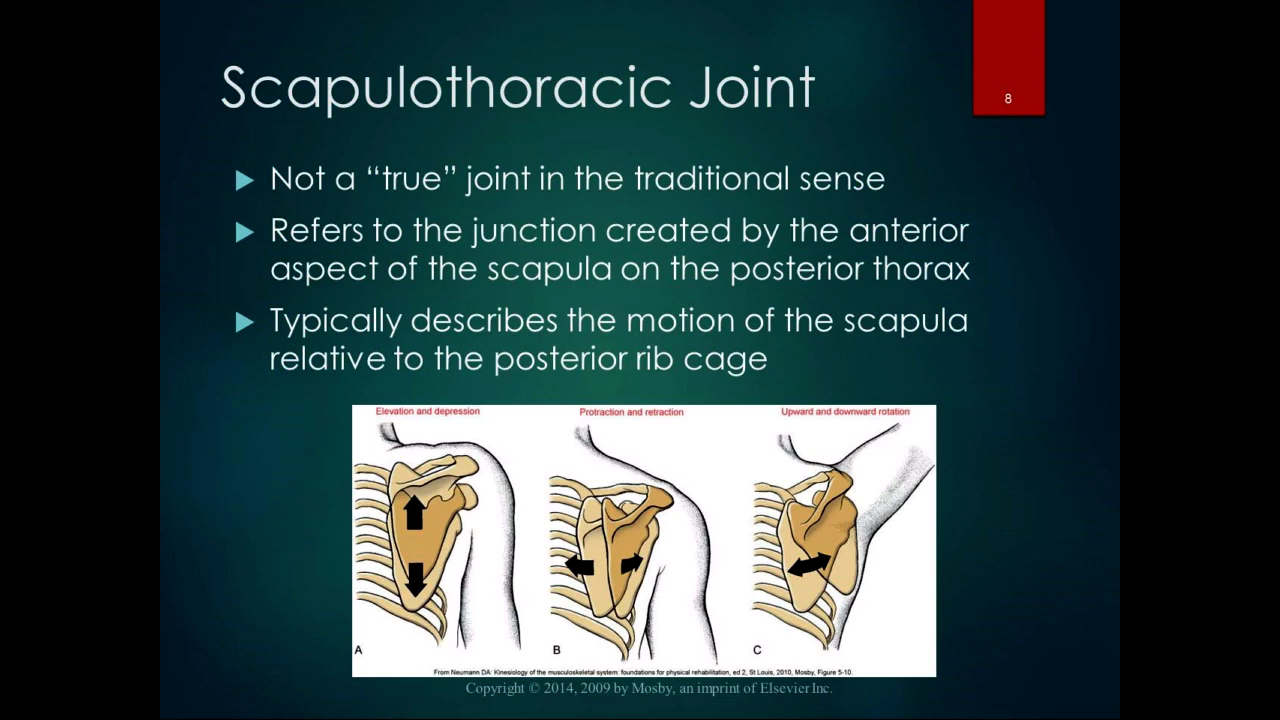 Scapulothoracic Joint
8
Not a “true” joint in the traditional sense
Refers to the junction created by the anterior
aspect of the scapula on the posterior thorax
Typically describes the motion of the scapula
relative to the posterior rib cage
Elevation and depression
Protraction and retraction
Upward and downward rotation
A
B
C
From Neumann DA: Kinesiology of the musculoskeletal system: foundations for physical rehabilitation, ed 2, St Louis, 2010, Mosby, Figure 5-10.
Copyright © 2014, 2009 by Mosby, an imprint of Elsevier Inc.